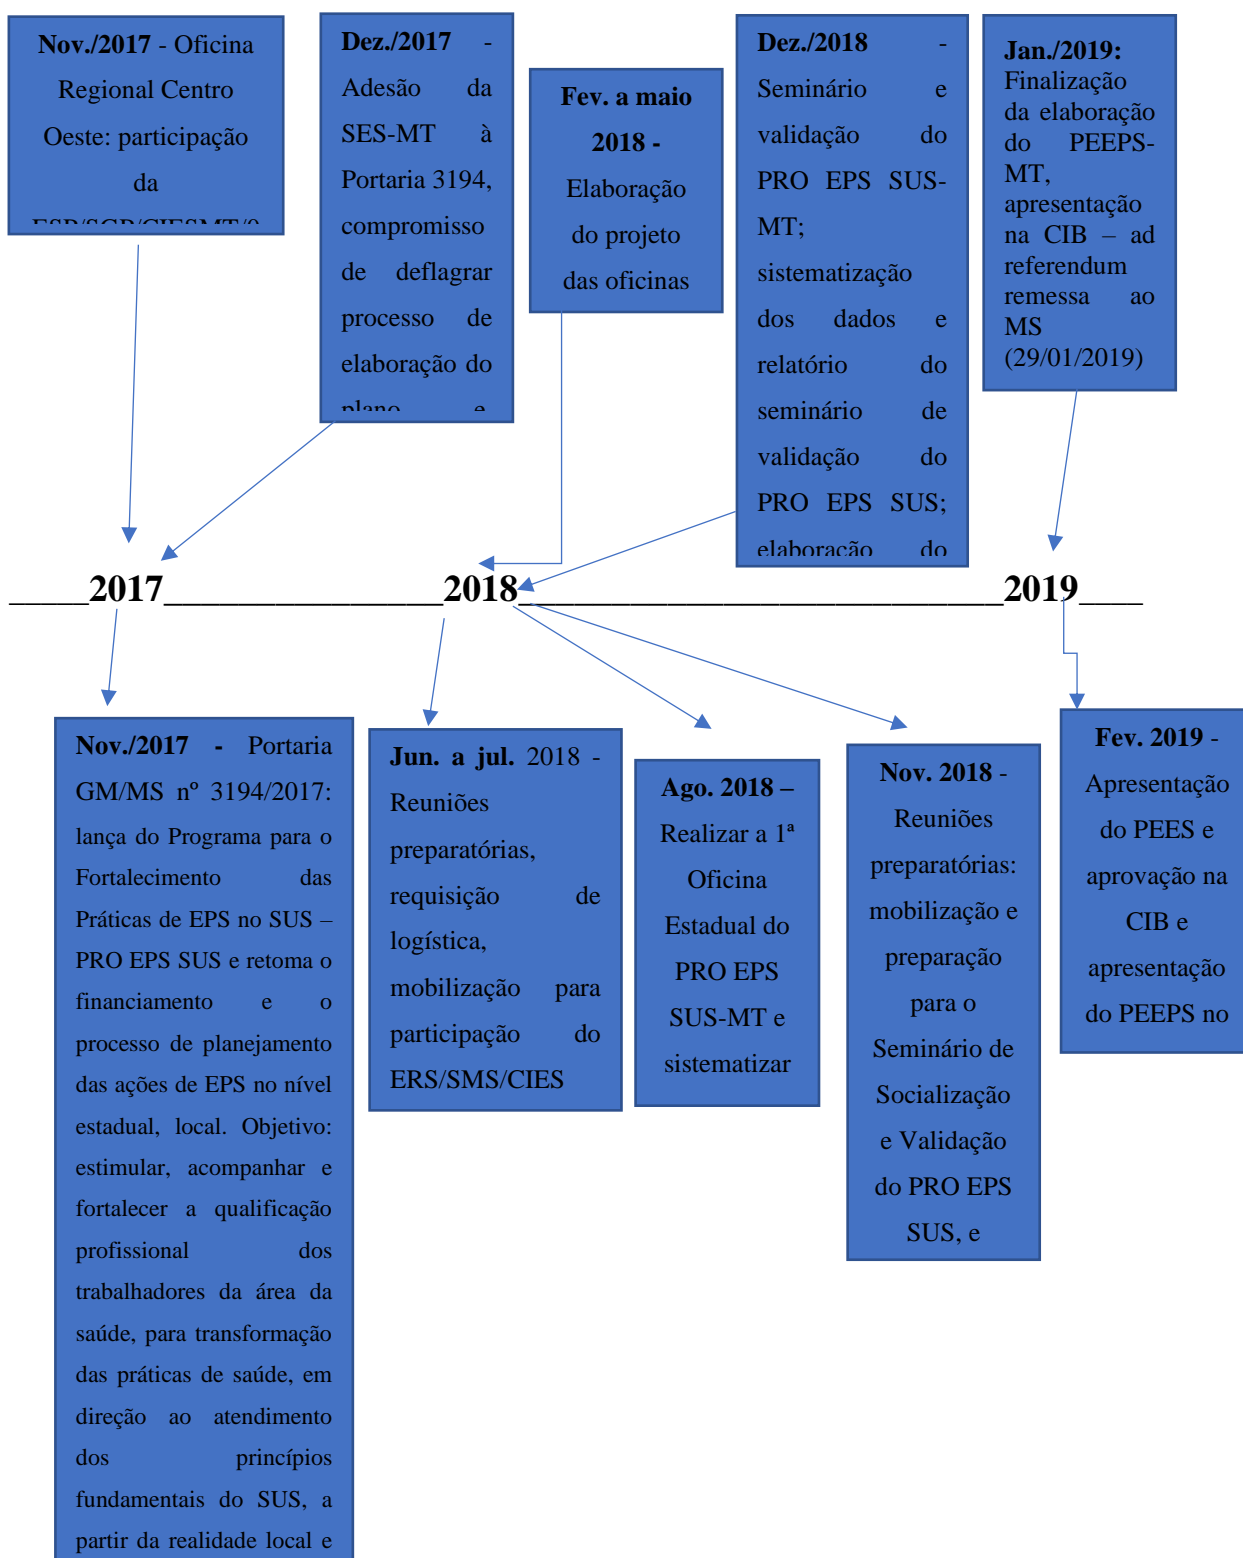 Nov./2017 - Oficina
Regional Centro
Oeste: participação
da
Dez./2017 -
Adesão da
SES-MT à
Portaria 3194,
compromisso
de deflagrar
processo de
elaboração do
plano e
Fev. a maio
2018 -
Elaboração
do projeto
das oficinas
Dez./2018 -
Seminário e
validação do
PRO EPS SUS-
MT;
sistematização
dos dados e
relatório do
seminário de
validação do
PRO EPS SUS;
elaboração do
Jan./2019:
Finalização
da elaboração
do PEEPS-
MT,
apresentação
na CIB – ad
referendum
remessa ao
MS
(29/01/2019)
_____2017_______________2018__________________________2019____
Nov./2017 - Portaria
GM/MS nº 3194/2017:
lança do Programa para o
Fortalecimento das
Práticas de EPS no SUS –
PRO EPS SUS e retoma o
financiamento e o
processo de planejamento
das ações de EPS no nível
estadual, local. Objetivo:
estimular, acompanhar e
fortalecer a qualificação
profissional dos
trabalhadores da área da
saúde, para transformação
das práticas de saúde, em
direção ao atendimento
dos princípios
fundamentais do SUS, a
partir da realidade local e
Jun. a jul. 2018 -
Reuniões
preparatórias,
requisição de
logística,
mobilização para
participação do
ERS/SMS/CIES
Ago. 2018 –
Realizar a 1ª
Oficina
Estadual do
PRO EPS
SUS-MT e
sistematizar
Nov. 2018 -
Reuniões
preparatórias:
mobilização e
preparação
para o
Seminário de
Socialização
e Validação
do PRO EPS
SUS, e
Fev. 2019 -
Apresentação
do PEES e
aprovação na
CIB e
apresentação
do PEEPS no